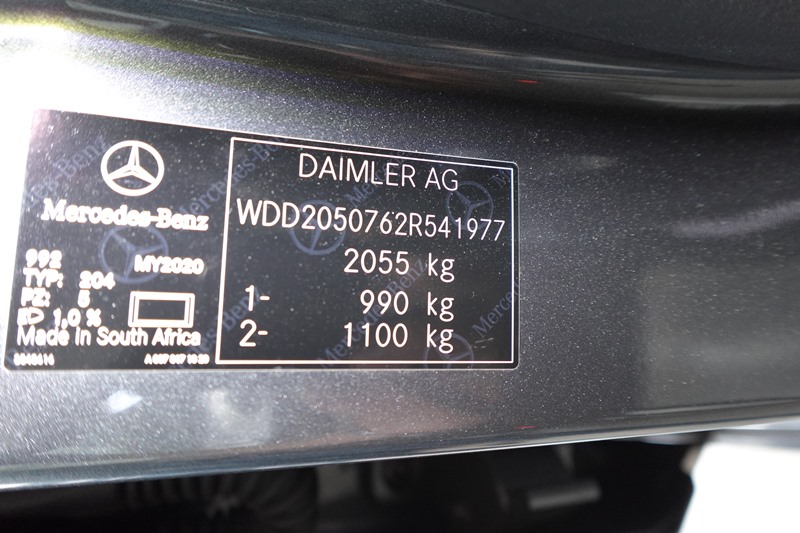 Mercedes-Benz
992 MY2020
TYP: 204
PZ: 5
1,0 %
Made In South Africa
DAIMLER AG
WDD2050762R541977
2055 kg
1- 990 kg
2- 1100 kg